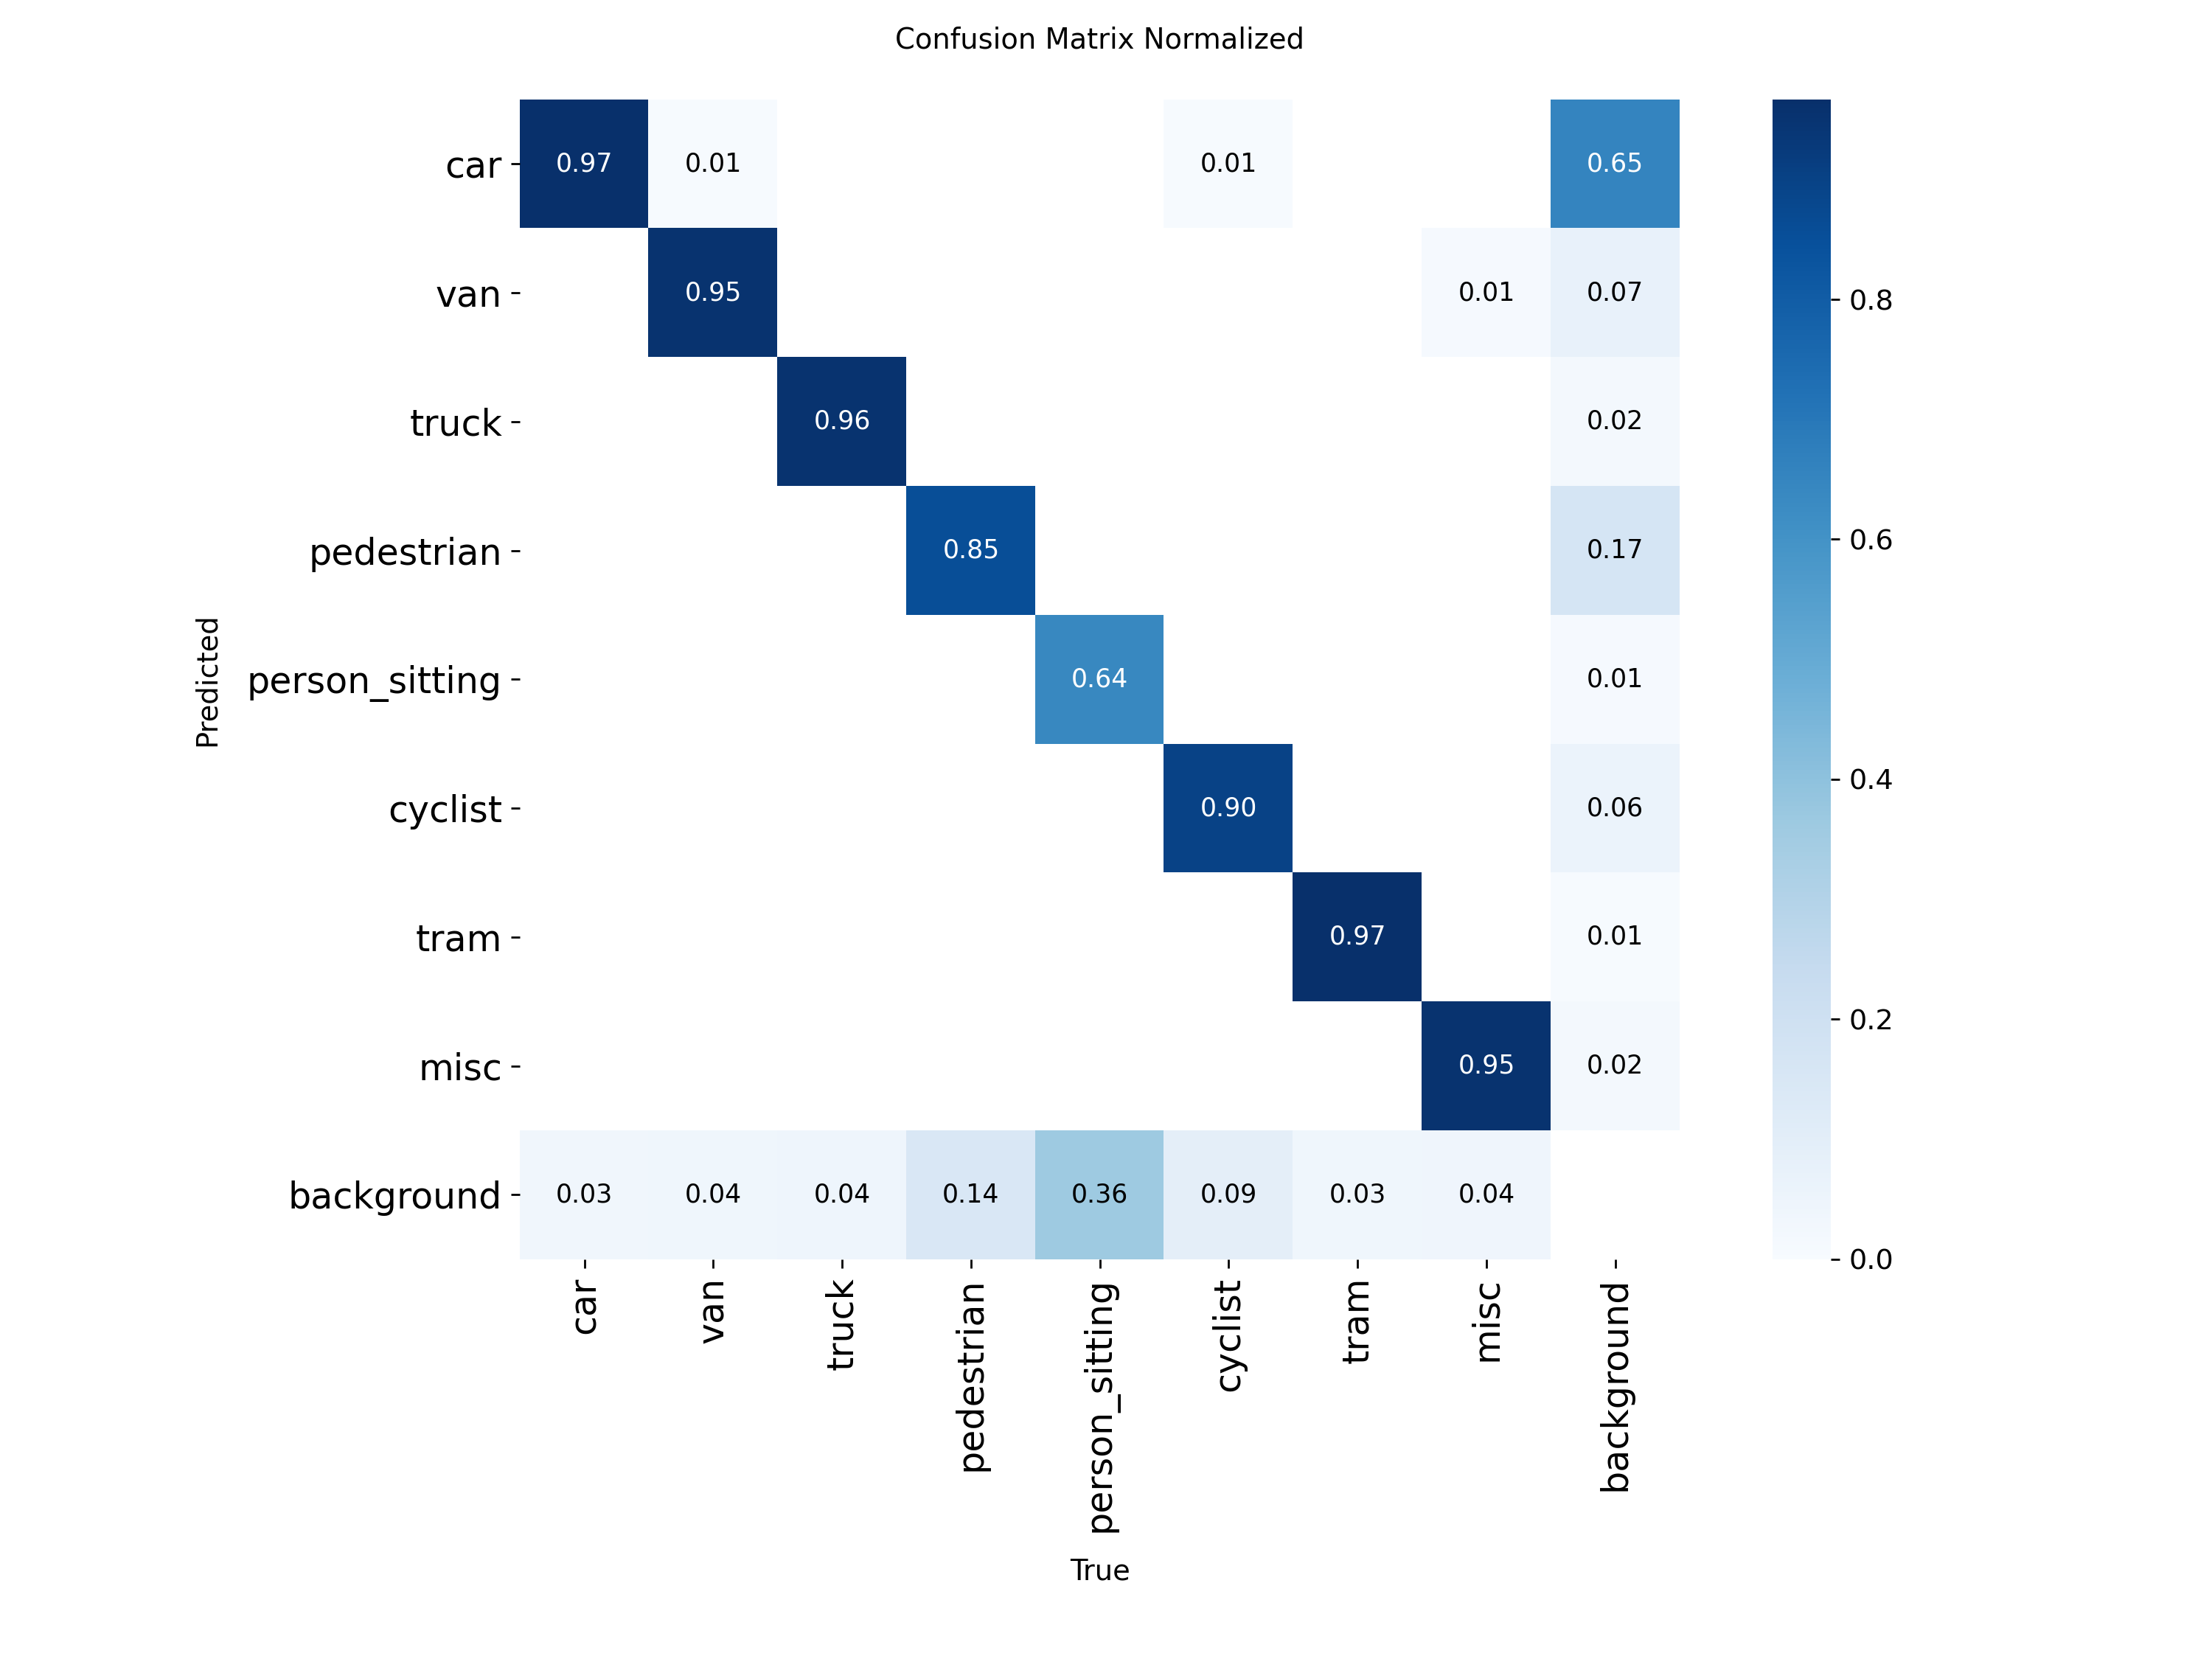 Confusion Matrix Normalized
car 0.97 0.01 0.01 0.65
van 0.95 0.01 0.07 0.8
truck 0.96 0.02
pedestrian 0.85 0.17 0.6
Predicted
person_sitting 0.64 0.01
cyclist 0.90 0.06 0.4
tram 0.97 0.01
misc 0.95 0.02 0.2
background 0.03 0.04 0.04 0.14 0.36 0.09 0.03 0.04
0.0
car van truck pedestrian person_sitting cyclist tram misc background
True